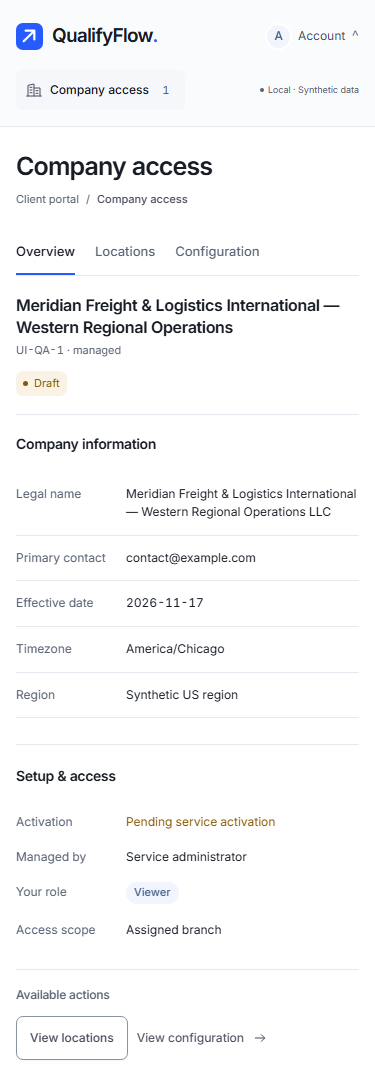 QualifyFlow.
A Account ^
Company access 1
Local · Synthetic data
Company access
Client portal / Company access
Overview Locations Configuration
Meridian Freight & Logistics International —
Western Regional Operations
UI-QA-1 · managed
Draft
Company information
Legal name Meridian Freight & Logistics International
— Western Regional Operations LLC
Primary contact contact@example.com
Effective date 2026-11-17
Timezone America/Chicago
Region Synthetic US region
Setup & access
Activation Pending service activation
Managed by Service administrator
Your role Viewer
Access scope Assigned branch
Available actions
View locations View configuration →